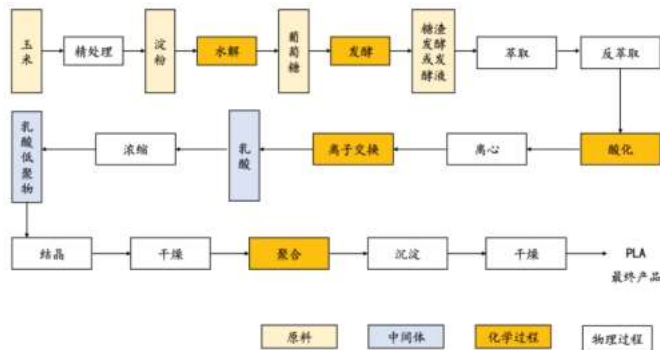 玉米
精处理
淀粉
水解
葡萄糖
发酵
糖渣发酵或发酵液
萃取
反萃取
乳酸低聚物
浓缩
乳酸
离子交换
离心
酸化
结晶
干燥
聚合
沉淀
干燥
PLA
最终产品
原料
中间体
化学过程
物理过程